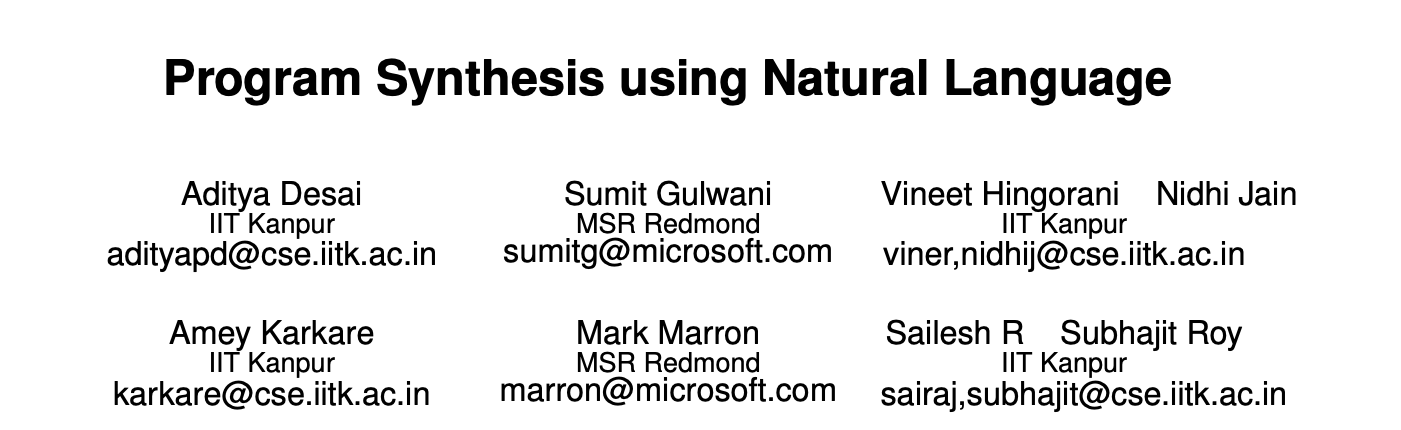 Program Synthesis using Natural Language
Aditya Desai
IIT Kanpur
adityapd@cse.iitk.ac.in
Sumit Gulwani
MSR Redmond
sumitg@microsoft.com
Vineet Hingorani Nidhi Jain
IIT Kanpur
viner,nidhij@cse.iitk.ac.in
Amey Karkare
IIT Kanpur
karkare@cse.iitk.ac.in
Mark Marron
MSR Redmond
marron@microsoft.com
Sailesh R Subhajit Roy
IIT Kanpur
sairaj,subhajit@cse.iitk.ac.in